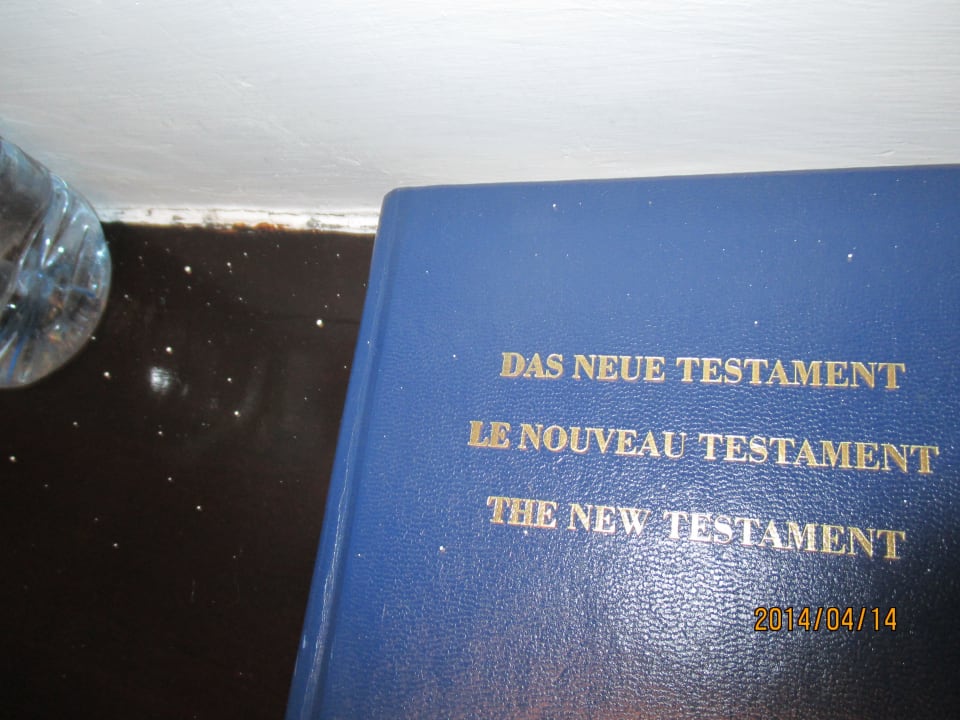 DAS NEUE TESTAMENT
LE NOUVEAU TESTAMENT
THE NEW TESTAMENT
2014/04/14